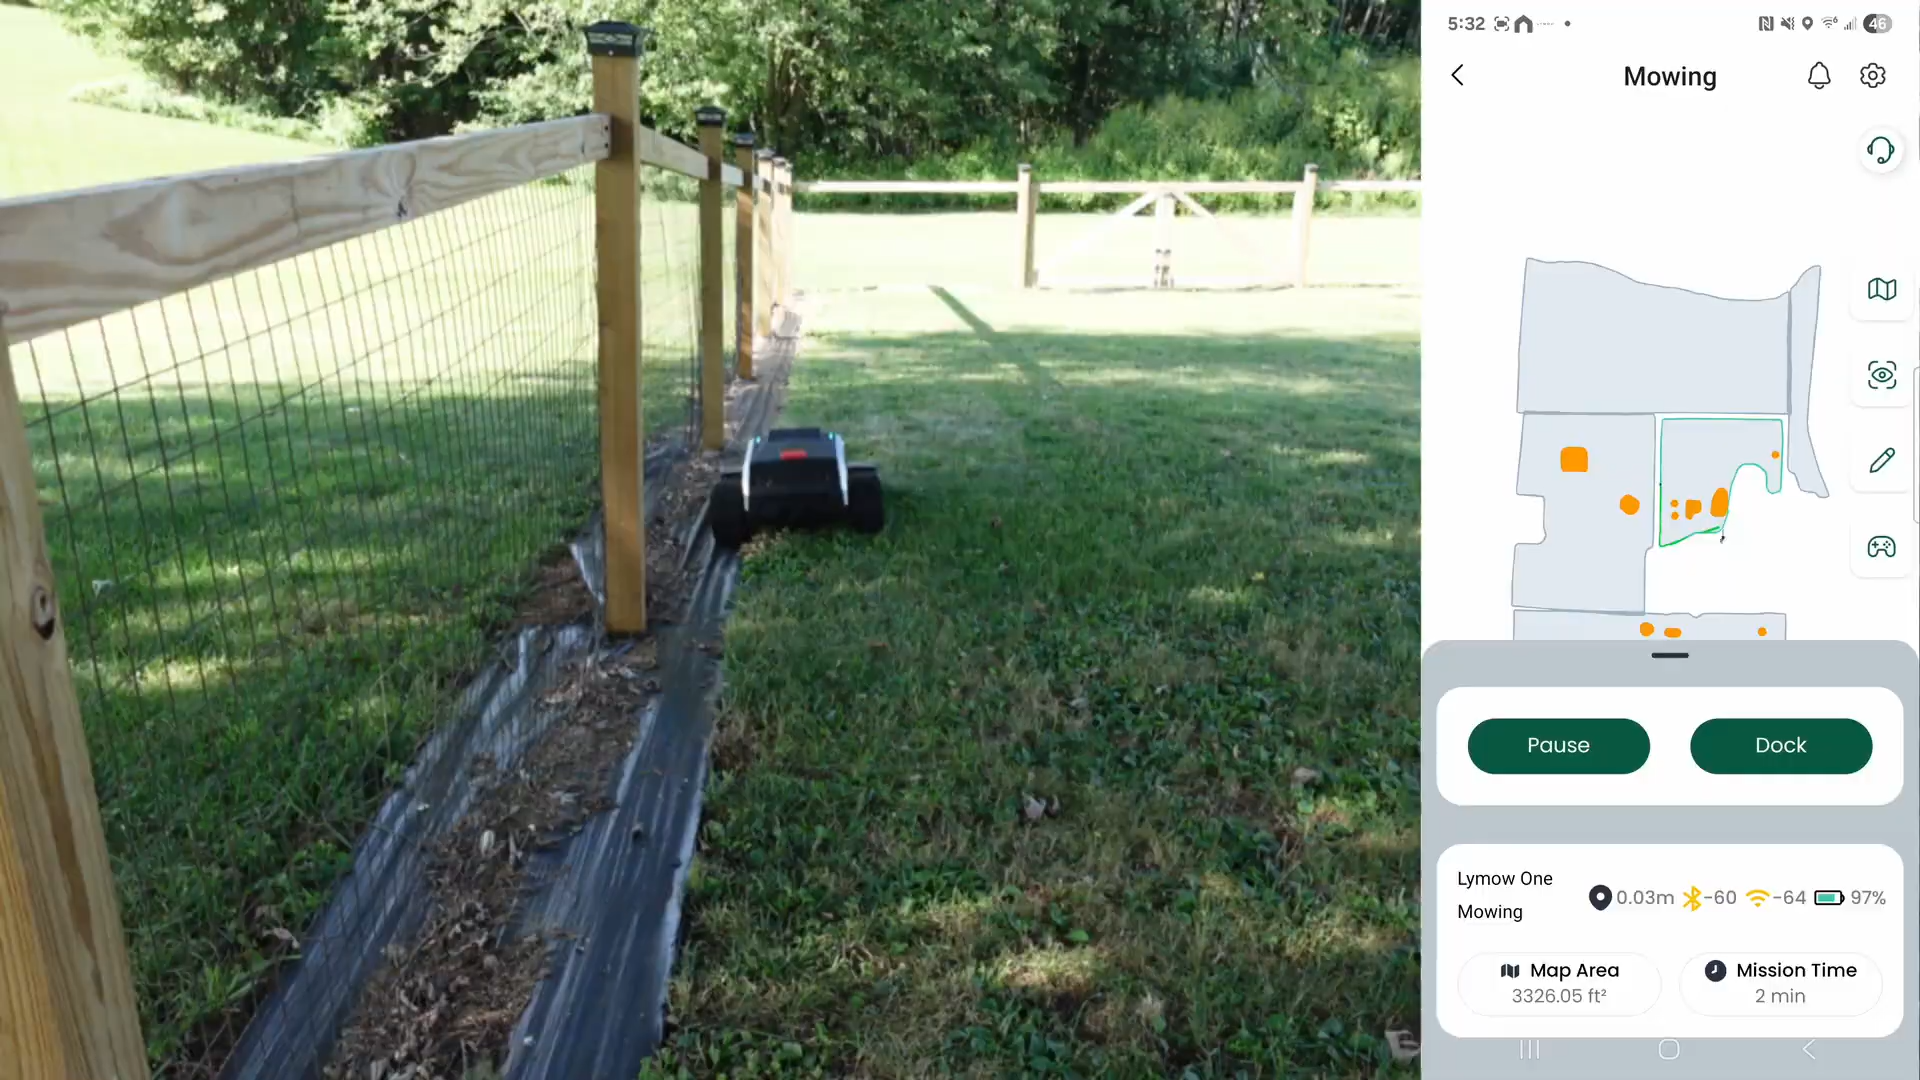 5:32
46
Mowing
Pause
Dock
Lymow One
Mowing
0.03m -60 -64 97%
Map Area
3326.05 ft²
Mission Time
2 min